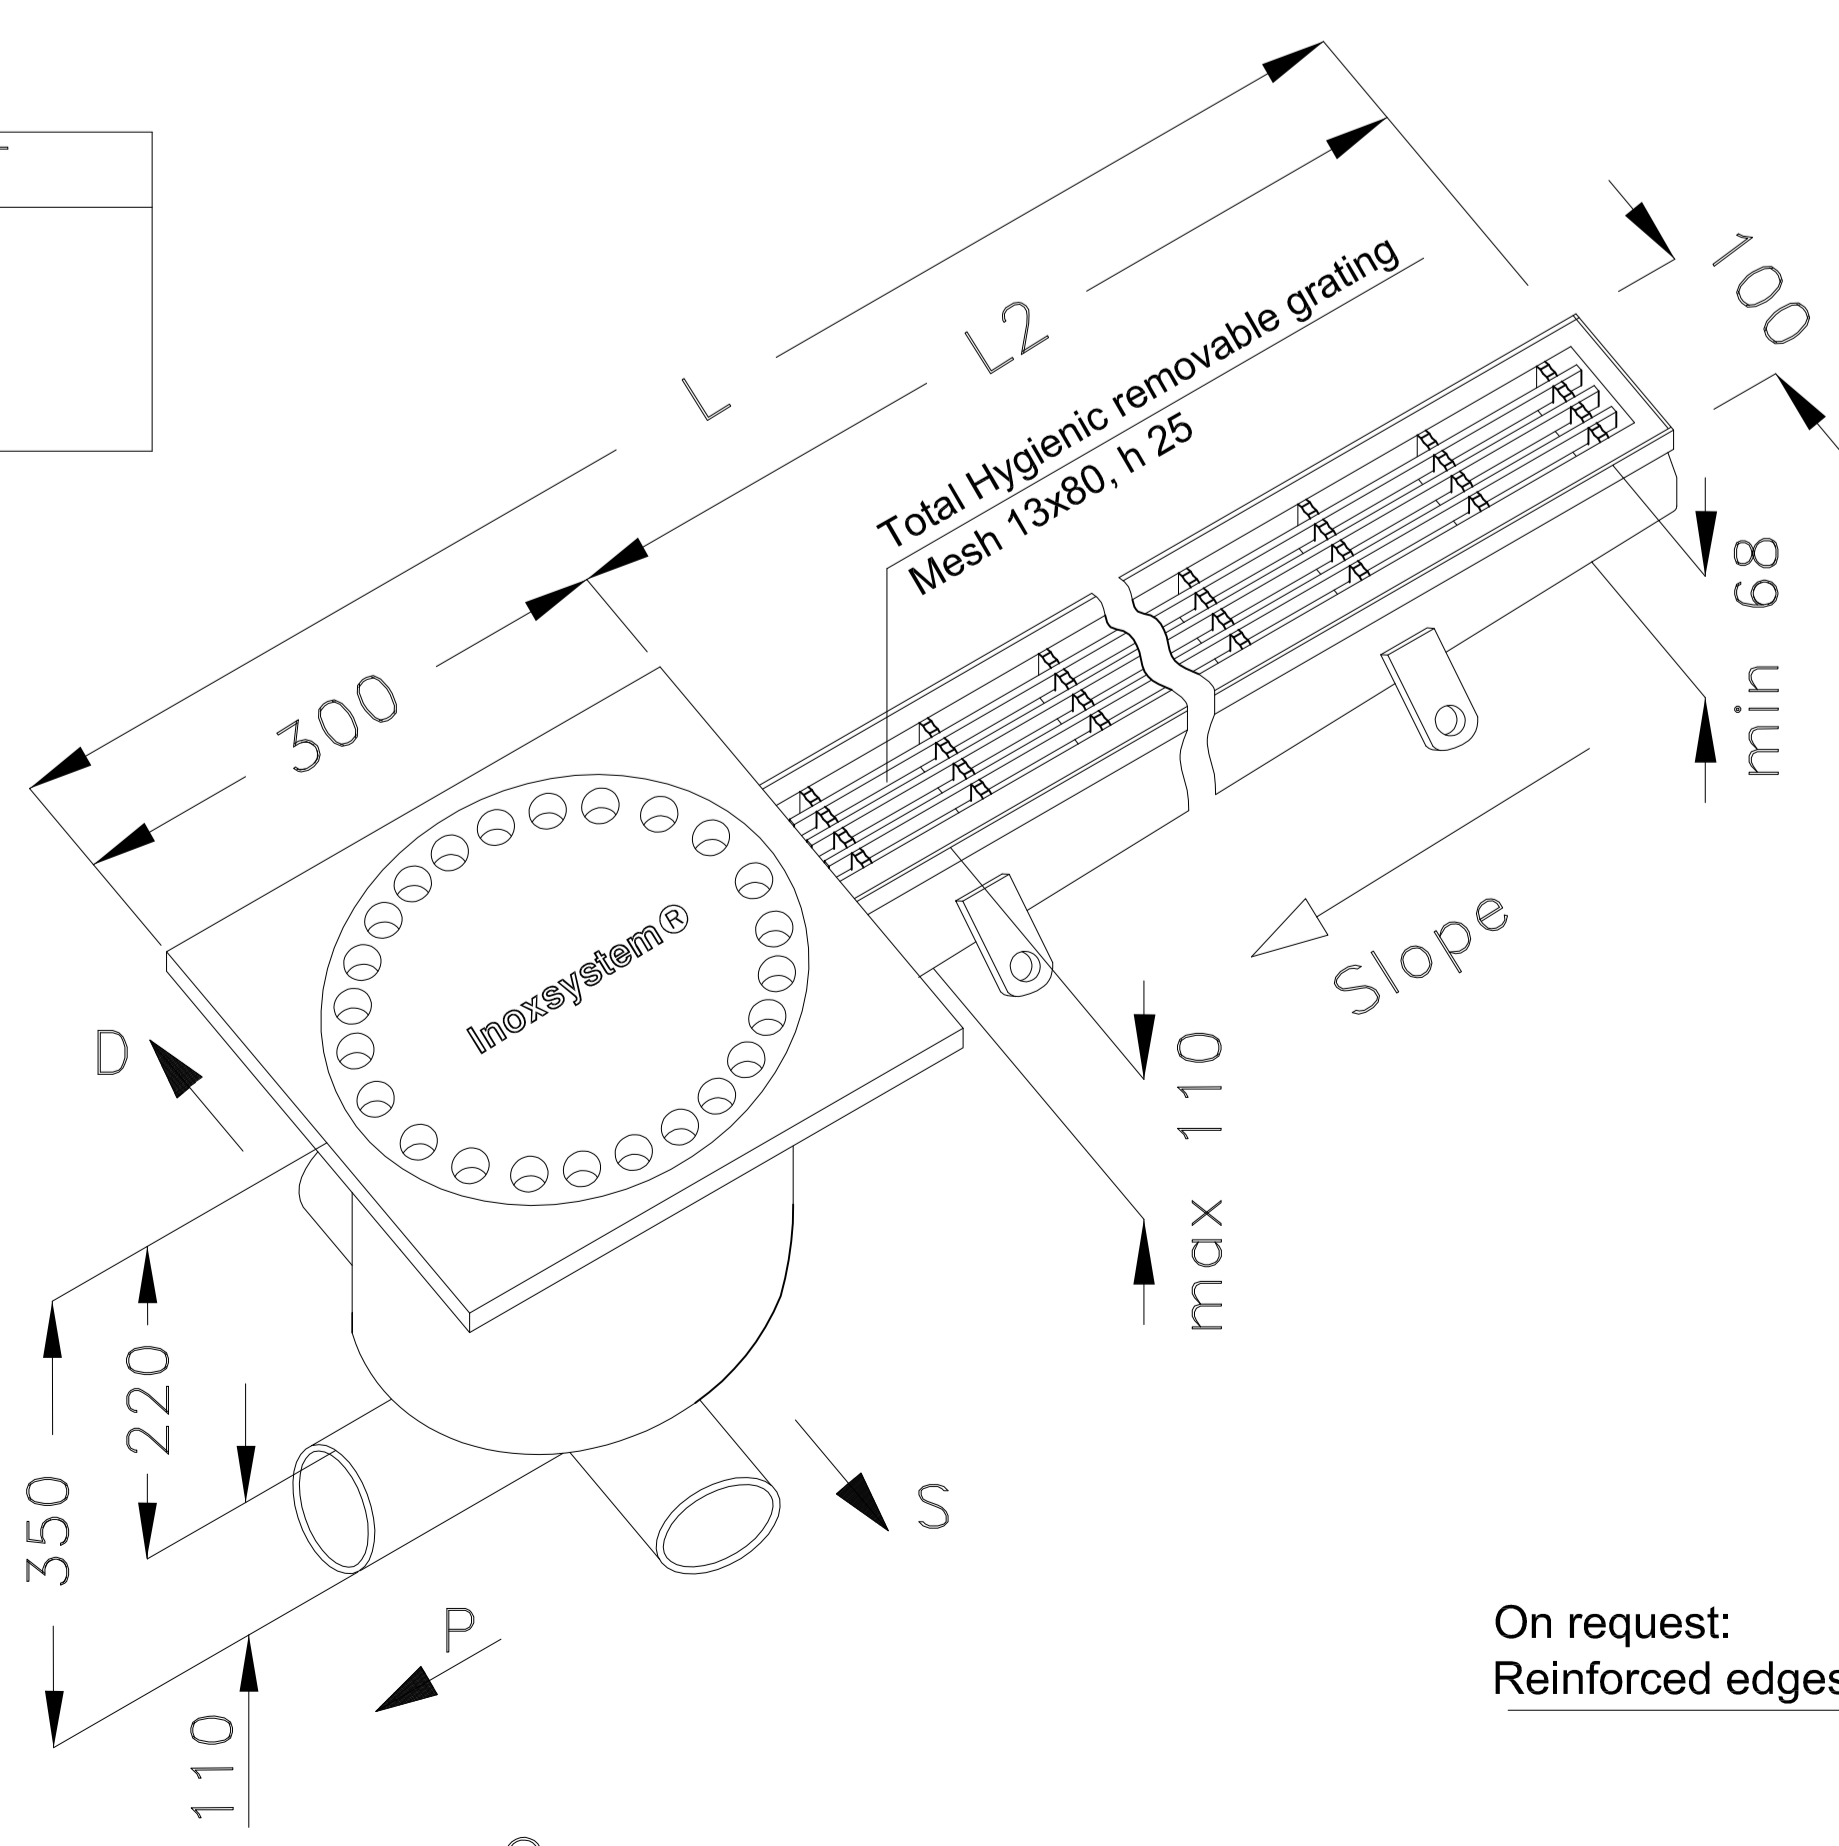 L
L2
100
Total Hygienic removable grating
Mesh 13x80, h 25
300
min 68
Slope
Inoxsystem®
D
max 110
220
350
S
P
110
On request:
Reinforced edges